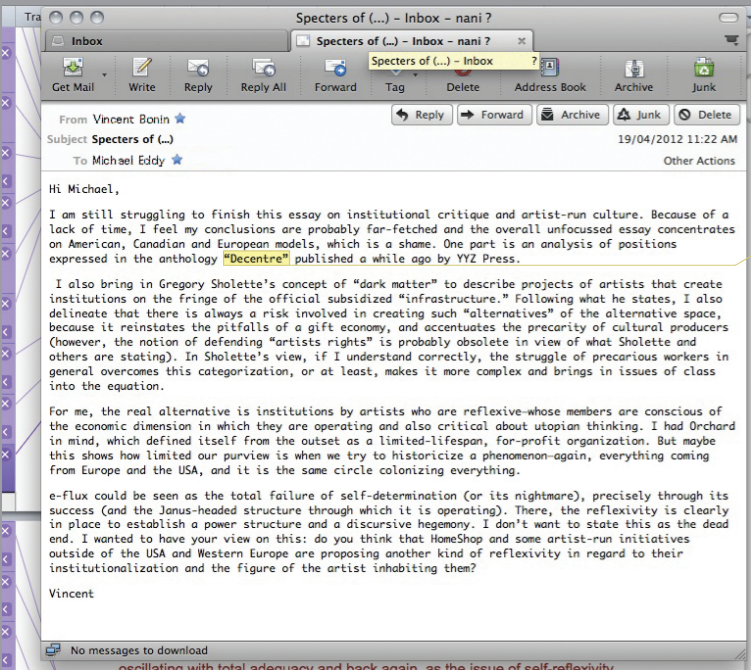 Tra
Specters of (...) – Inbox – nani ?
Inbox
Specters of (...) – Inbox – nani ?
Specters of (...) – Inbox ?
Get Mail
Write
Reply
Reply All
Forward
Tag
Delete
Address Book
Archive
Junk
From Vincent Bonin
Reply
Forward
Archive
Junk
Delete
Subject Specters of (...)
19/04/2012 11:22 AM
To Michael Eddy
Other Actions
Hi Michael,
I am still struggling to finish this essay on institutional critique and artist-run culture. Because of a
lack of time, I feel my conclusions are probably far-fetched and the overall unfocussed essay concentrates
on American, Canadian and European models, which is a shame. One part is an analysis of positions
expressed in the anthology “Decentre” published a while ago by YYZ Press.
I also bring in Gregory Sholette’s concept of “dark matter” to describe projects of artists that create
institutions on the fringe of the official subsidized “infrastructure.” Following what he states, I also
delineate that there is always a risk involved in creating such “alternatives” of the alternative space,
because it reinstates the pitfalls of a gift economy, and accentuates the precarity of cultural producers
(however, the notion of defending “artists rights” is probably obsolete in view of what Sholette and
others are stating). In Sholette’s view, if I understand correctly, the struggle of precarious workers in
general overcomes this categorization, or at least, makes it more complex and brings in issues of class
into the equation.
For me, the real alternative is institutions by artists who are reflexive—whose members are conscious of
the economic dimension in which they are operating and also critical about utopian thinking. I had Orchard
in mind, which defined itself from the outset as a limited-lifespan, for-profit organization. But maybe
this shows how limited our purview is when we try to historicize a phenomenon—again, everything coming
from Europe and the USA, and it is the same circle colonizing everything.
e-flux could be seen as the total failure of self-determination (or its nightmare), precisely through its
success (and the Janus-headed structure through which it is operating). There, the reflexivity is clearly
in place to establish a power structure and a discursive hegemony. I don’t want to state this as the dead
end. I wanted to have your view on this: do you think that HomeShop and some artist-run initiatives
outside of the USA and Western Europe are proposing another kind of reflexivity in regard to their
institutionalization and the figure of the artist inhabiting them?
Vincent
No messages to download
oscillating with total adequacy and back again, as the issue of self-reflexivity